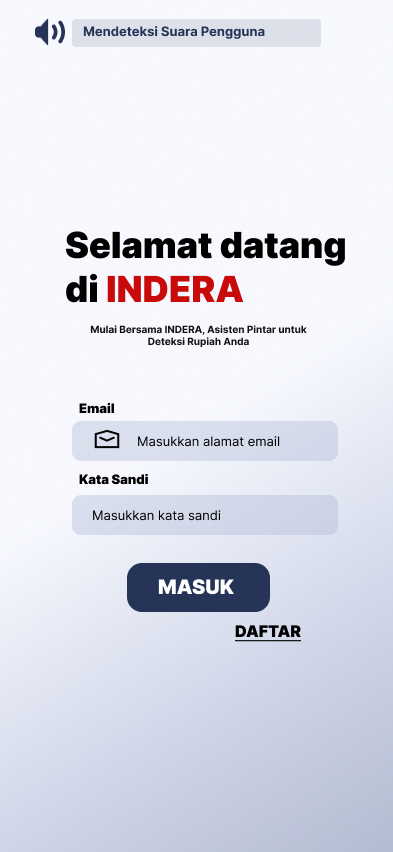 Mendeteksi Suara Pengguna
Selamat datang
di INDERA
Mulai Bersama INDERA, Asisten Pintar untuk
Deteksi Rupiah Anda
Email
Masukkan alamat email
Kata Sandi
Masukkan kata sandi
MASUK
DAFTAR